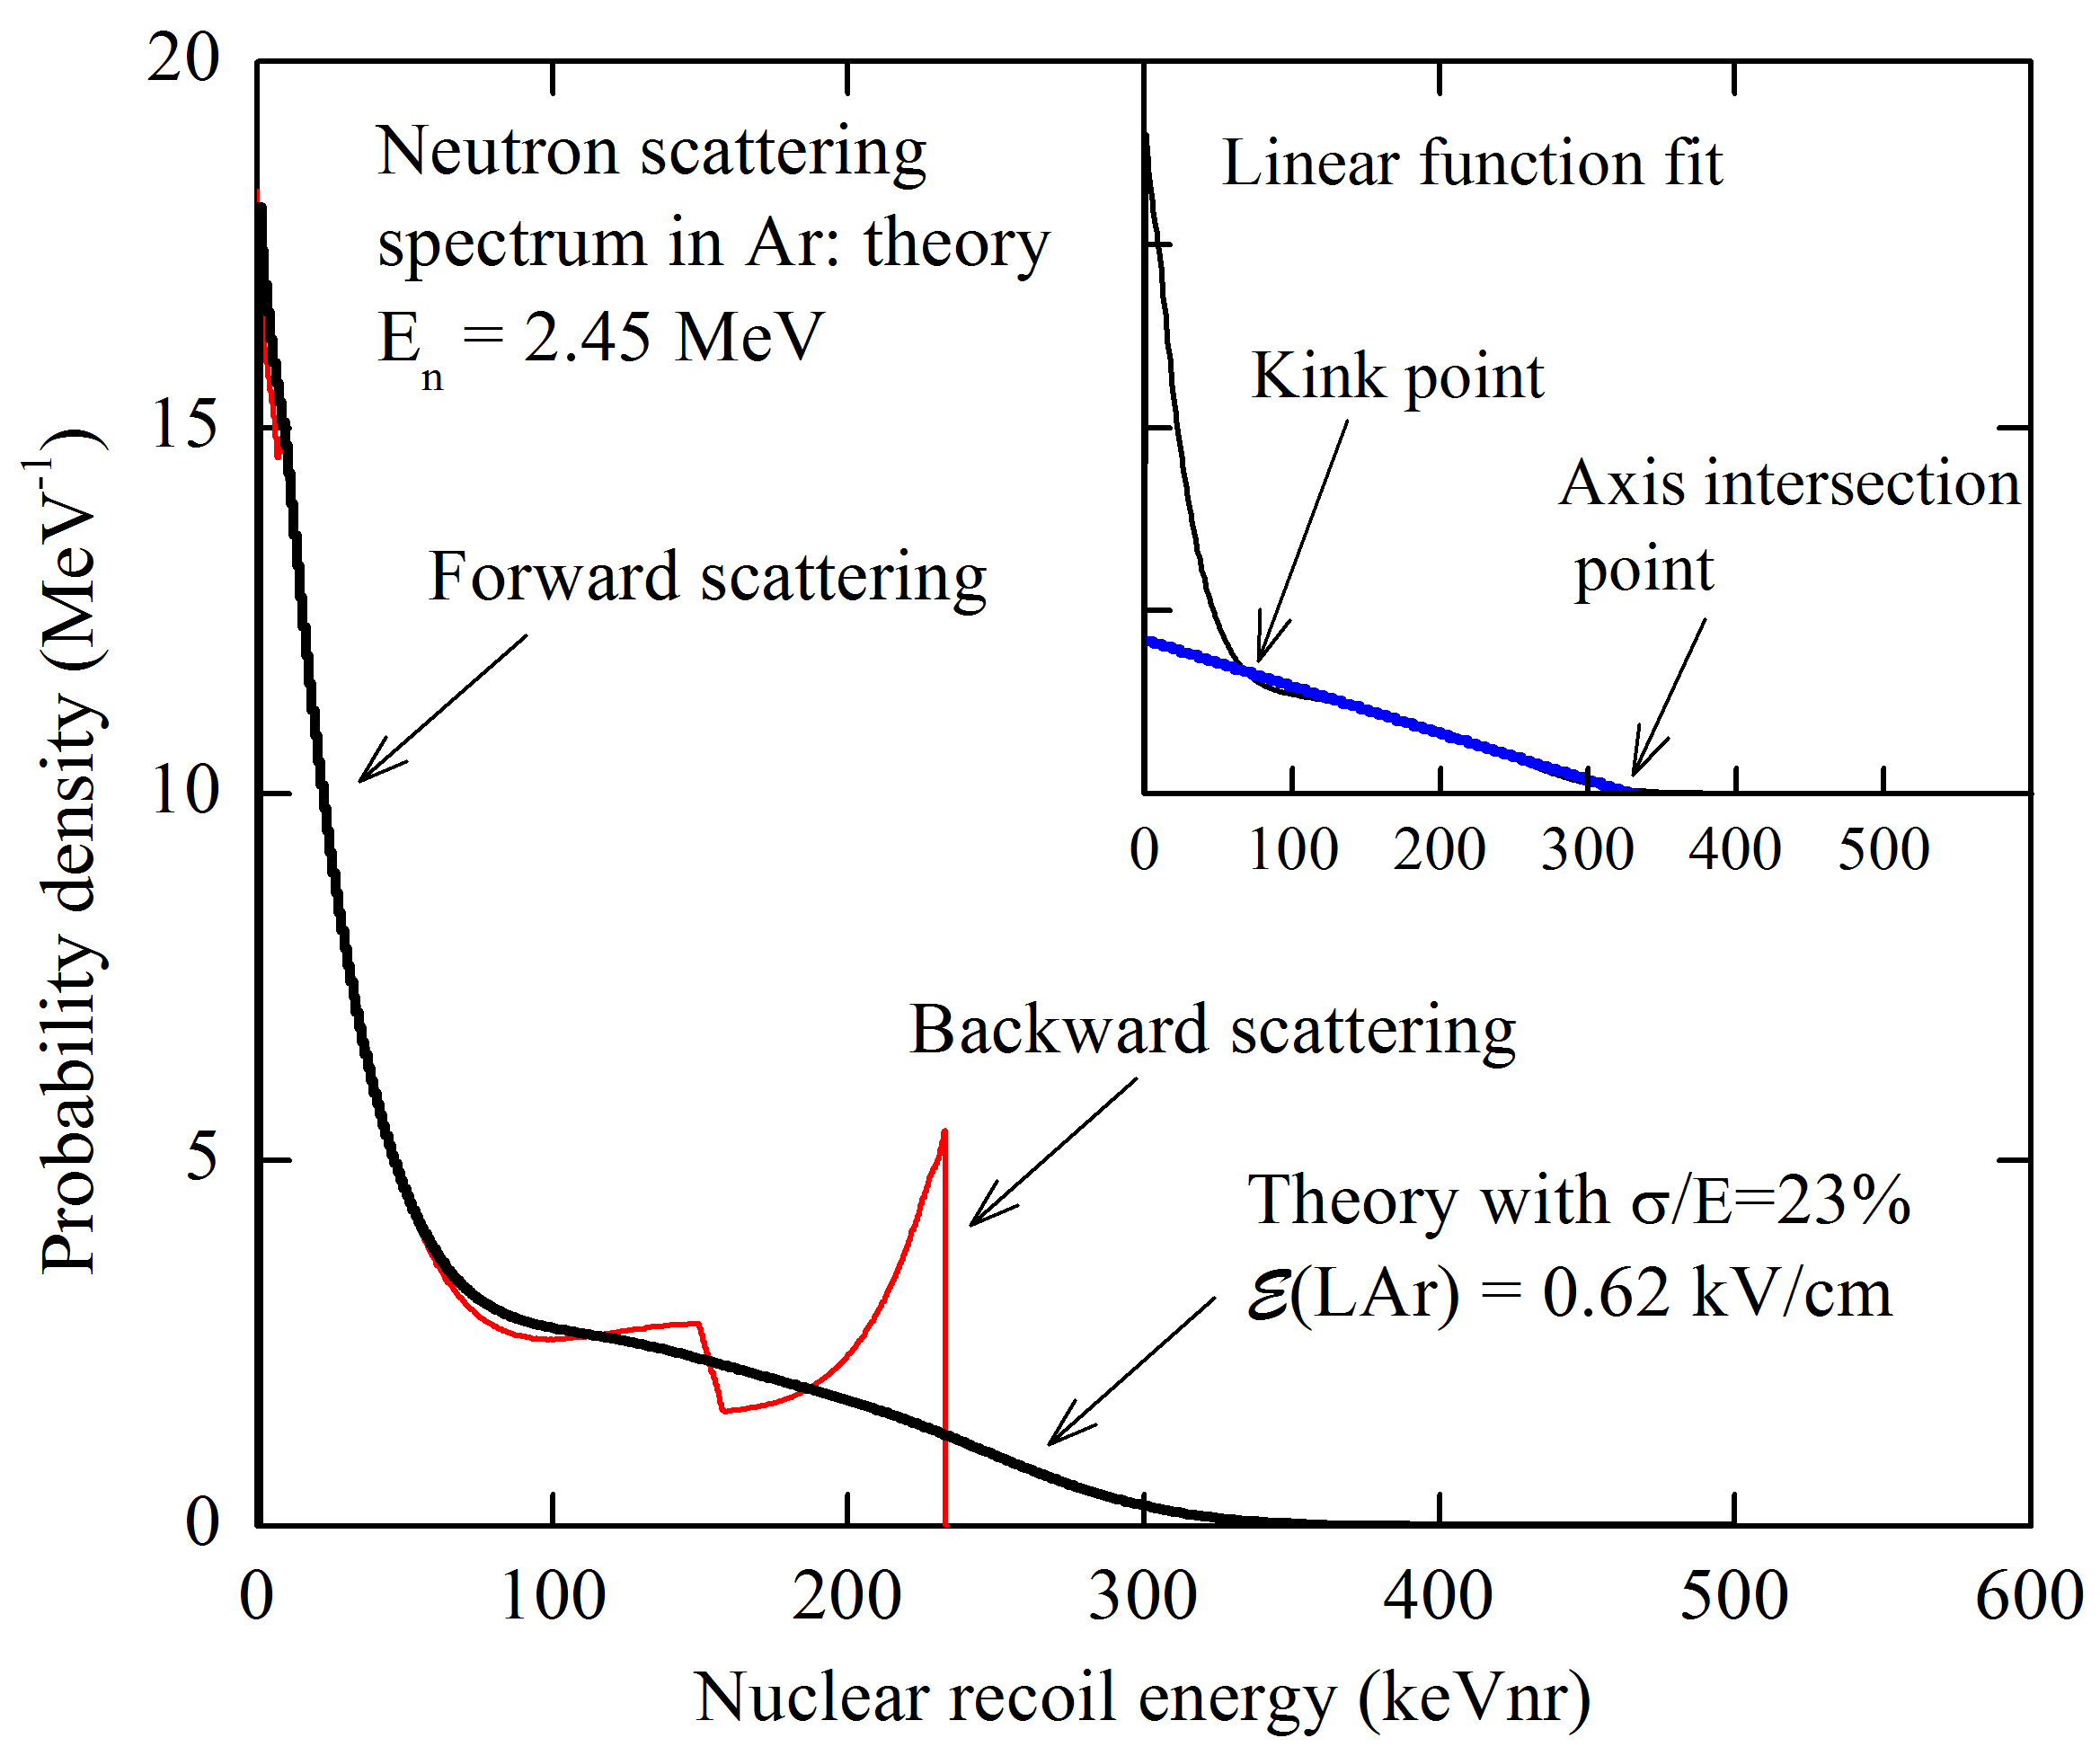 20
15
10
5
0
Probability density (MeV⁻¹)
Neutron scattering
spectrum in Ar: theory
Eₙ = 2.45 MeV
Forward scattering
Backward scattering
Theory with σ/E=23%
ℰ(LAr) = 0.62 kV/cm
Linear function fit
Kink point
Axis intersection
point
0 100 200 300 400 500
0 100 200 300 400 500 600
Nuclear recoil energy (keVnr)